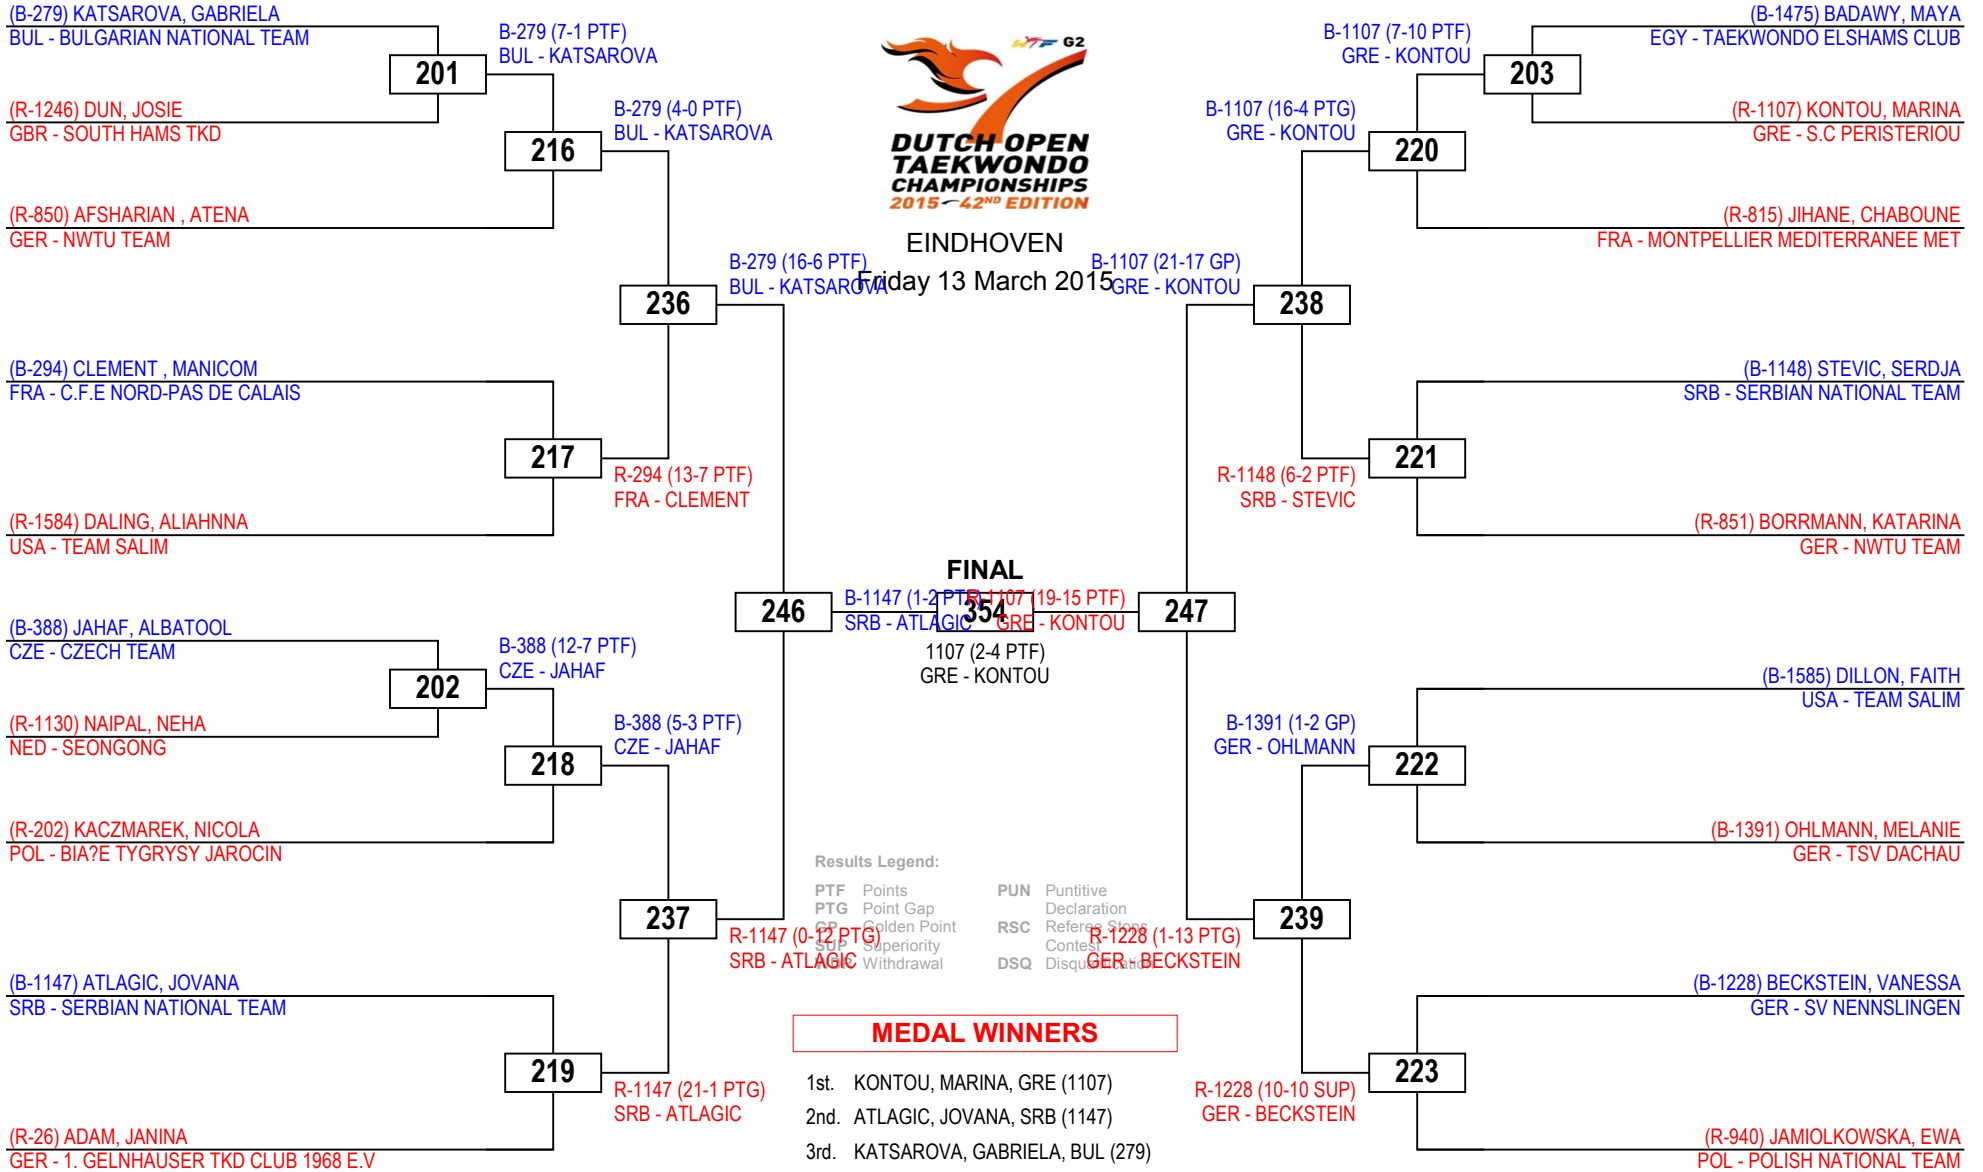 (B-279) KATSAROVA, GABRIELA
BUL - BULGARIAN NATIONAL TEAM
201
(R-1246) DUN, JOSIE
GBR - SOUTH HAMS TKD
B-279 (7-1 PTF)
BUL - KATSAROVA
216
(R-850) AFSHARIAN , ATENA
GER - NWTU TEAM
B-279 (4-0 PTF)
BUL - KATSAROVA
236
(B-294) CLEMENT , MANICOM
FRA - C.F.E NORD-PAS DE CALAIS
217
(R-1584) DALING, ALIAHNNA
USA - TEAM SALIM
R-294 (13-7 PTF)
FRA - CLEMENT
B-279 (16-6 PTF)
BUL - KATSAROVA
246
(B-388) JAHAF, ALBATOOL
CZE - CZECH TEAM
202
(R-1130) NAIPAL, NEHA
NED - SEONGONG
B-388 (12-7 PTF)
CZE - JAHAF
218
(R-202) KACZMAREK, NICOLA
POL - BIA?E TYGRYSY JAROCIN
B-388 (5-3 PTF)
CZE - JAHAF
237
(B-1147) ATLAGIC, JOVANA
SRB - SERBIAN NATIONAL TEAM
219
(R-26) ADAM, JANINA
GER - 1. GELNHAUSER TKD CLUB 1968 E.V
R-1147 (21-1 PTG)
SRB - ATLAGIC
R-1147 (0-12 PTG)
SRB - ATLAGIC
WTF G2
DUTCH OPEN
TAEKWONDO
CHAMPIONSHIPS
2015 - 42ND EDITION
EINDHOVEN
Friday 13 March 2015
FINAL
B-1147 (1-2 PTF)
SRB - ATLAGIC
354
R-1107 (19-15 PTF)
GRE - KONTOU
1107 (2-4 PTF)
GRE - KONTOU
Results Legend:
PTF Points
PTG Point Gap
GP Golden Point
SUP Superiority
WDR Withdrawal
PUN Puntitive
Declaration
RSC Referee Stops
Contest
DSQ Disqualification
MEDAL WINNERS
1st. KONTOU, MARINA, GRE (1107)
2nd. ATLAGIC, JOVANA, SRB (1147)
3rd. KATSAROVA, GABRIELA, BUL (279)
(B-1475) BADAWY, MAYA
EGY - TAEKWONDO ELSHAMS CLUB
203
(R-1107) KONTOU, MARINA
GRE - S.C PERISTERIOU
B-1107 (7-10 PTF)
GRE - KONTOU
220
(R-815) JIHANE, CHABOUNE
FRA - MONTPELLIER MEDITERRANEE MET
B-1107 (16-4 PTG)
GRE - KONTOU
238
(B-1148) STEVIC, SERDJA
SRB - SERBIAN NATIONAL TEAM
221
(R-851) BORRMANN, KATARINA
GER - NWTU TEAM
R-1148 (6-2 PTF)
SRB - STEVIC
B-1107 (21-17 GP)
GRE - KONTOU
247
(B-1585) DILLON, FAITH
USA - TEAM SALIM
222
(B-1391) OHLMANN, MELANIE
GER - TSV DACHAU
B-1391 (1-2 GP)
GER - OHLMANN
239
(B-1228) BECKSTEIN, VANESSA
GER - SV NENNSLINGEN
223
(R-940) JAMIOLKOWSKA, EWA
POL - POLISH NATIONAL TEAM
R-1228 (10-10 SUP)
GER - BECKSTEIN
R-1228 (1-13 PTG)
GER - BECKSTEIN